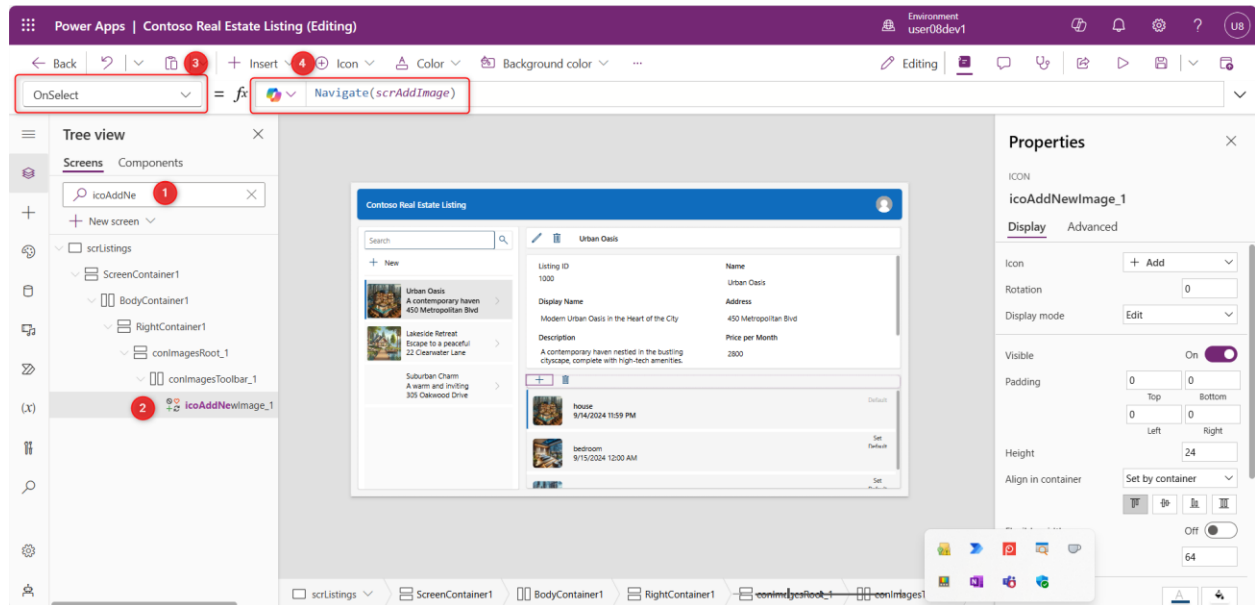 Power Apps | Contoso Real Estate Listing (Editing)
Environment
user08dev1
U8
Back
3
Insert
4
Icon
Color
Background color
...
Editing
OnSelect
= fx
Navigate(scrAddImage)
Tree view
Screens
Components
icoAddNe
1
New screen
scrListings
ScreenContainer1
BodyContainer1
RightContainer1
conImagesRoot_1
conImagesToolbar_1
2
icoAddNewImage_1
Contoso Real Estate Listing
Search
+ New
Urban Oasis
A contemporary haven
450 Metropolitan Blvd
Lakeside Retreat
Escape to a peaceful
22 Clearwater Lane
Suburban Charm
A warm and inviting
305 Oakwood Drive
Urban Oasis
Listing ID
1000
Name
Urban Oasis
Display Name
Modern Urban Oasis in the Heart of the City
Address
450 Metropolitan Blvd
Description
A contemporary haven nestled in the bustling
cityscape, complete with high-tech amenities.
Price per Month
2800
house
9/14/2024 11:59 PM
Default
bedroom
9/15/2024 12:00 AM
Set
Default
Set
Properties
ICON
icoAddNewImage_1
Display
Advanced
Icon
+ Add
Rotation
0
Display mode
Edit
Visible
On
Padding
0
0
Top
Bottom
0
0
Left
Right
Height
24
Align in container
Set by container
Off
64
scrListings
ScreenContainer1
BodyContainer1
RightContainer1
conImagesRoot_1
conImagesT